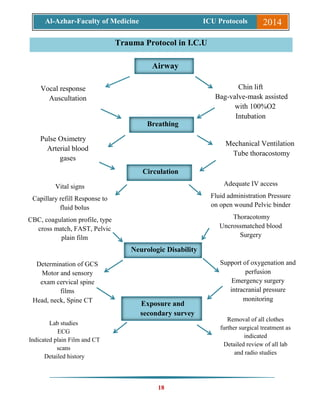 Al-Azhar-Faculty of Medicine ICU Protocols 2014
Trauma Protocol in I.C.U
Airway
Vocal response
Auscultation
Chin lift
Bag-valve-mask assisted
with 100%O2
Intubation
Breathing
Pulse Oximetry
Arterial blood
gases
Mechanical Ventilation
Tube thoracostomy
Circulation
Vital signs
Capillary refill Response to
fluid bolus
CBC, coagulation profile, type
cross match, FAST, Pelvic
plain film
Adequate IV access
Fluid administration Pressure
on open wound Pelvic binder
Thoracotomy
Uncrossmatched blood
Surgery
Neurologic Disability
Determination of GCS
Motor and sensory
exam cervical spine
films
Head, neck, Spine CT
Support of oxygenation and
perfusion
Emergency surgery
intracranial pressure
monitoring
Exposure and
secondary survey
Lab studies
ECG
Indicated plain Film and CT
scans
Detailed history
Removal of all clothes
further surgical treatment as
indicated
Detailed review of all lab
and radio studies
18